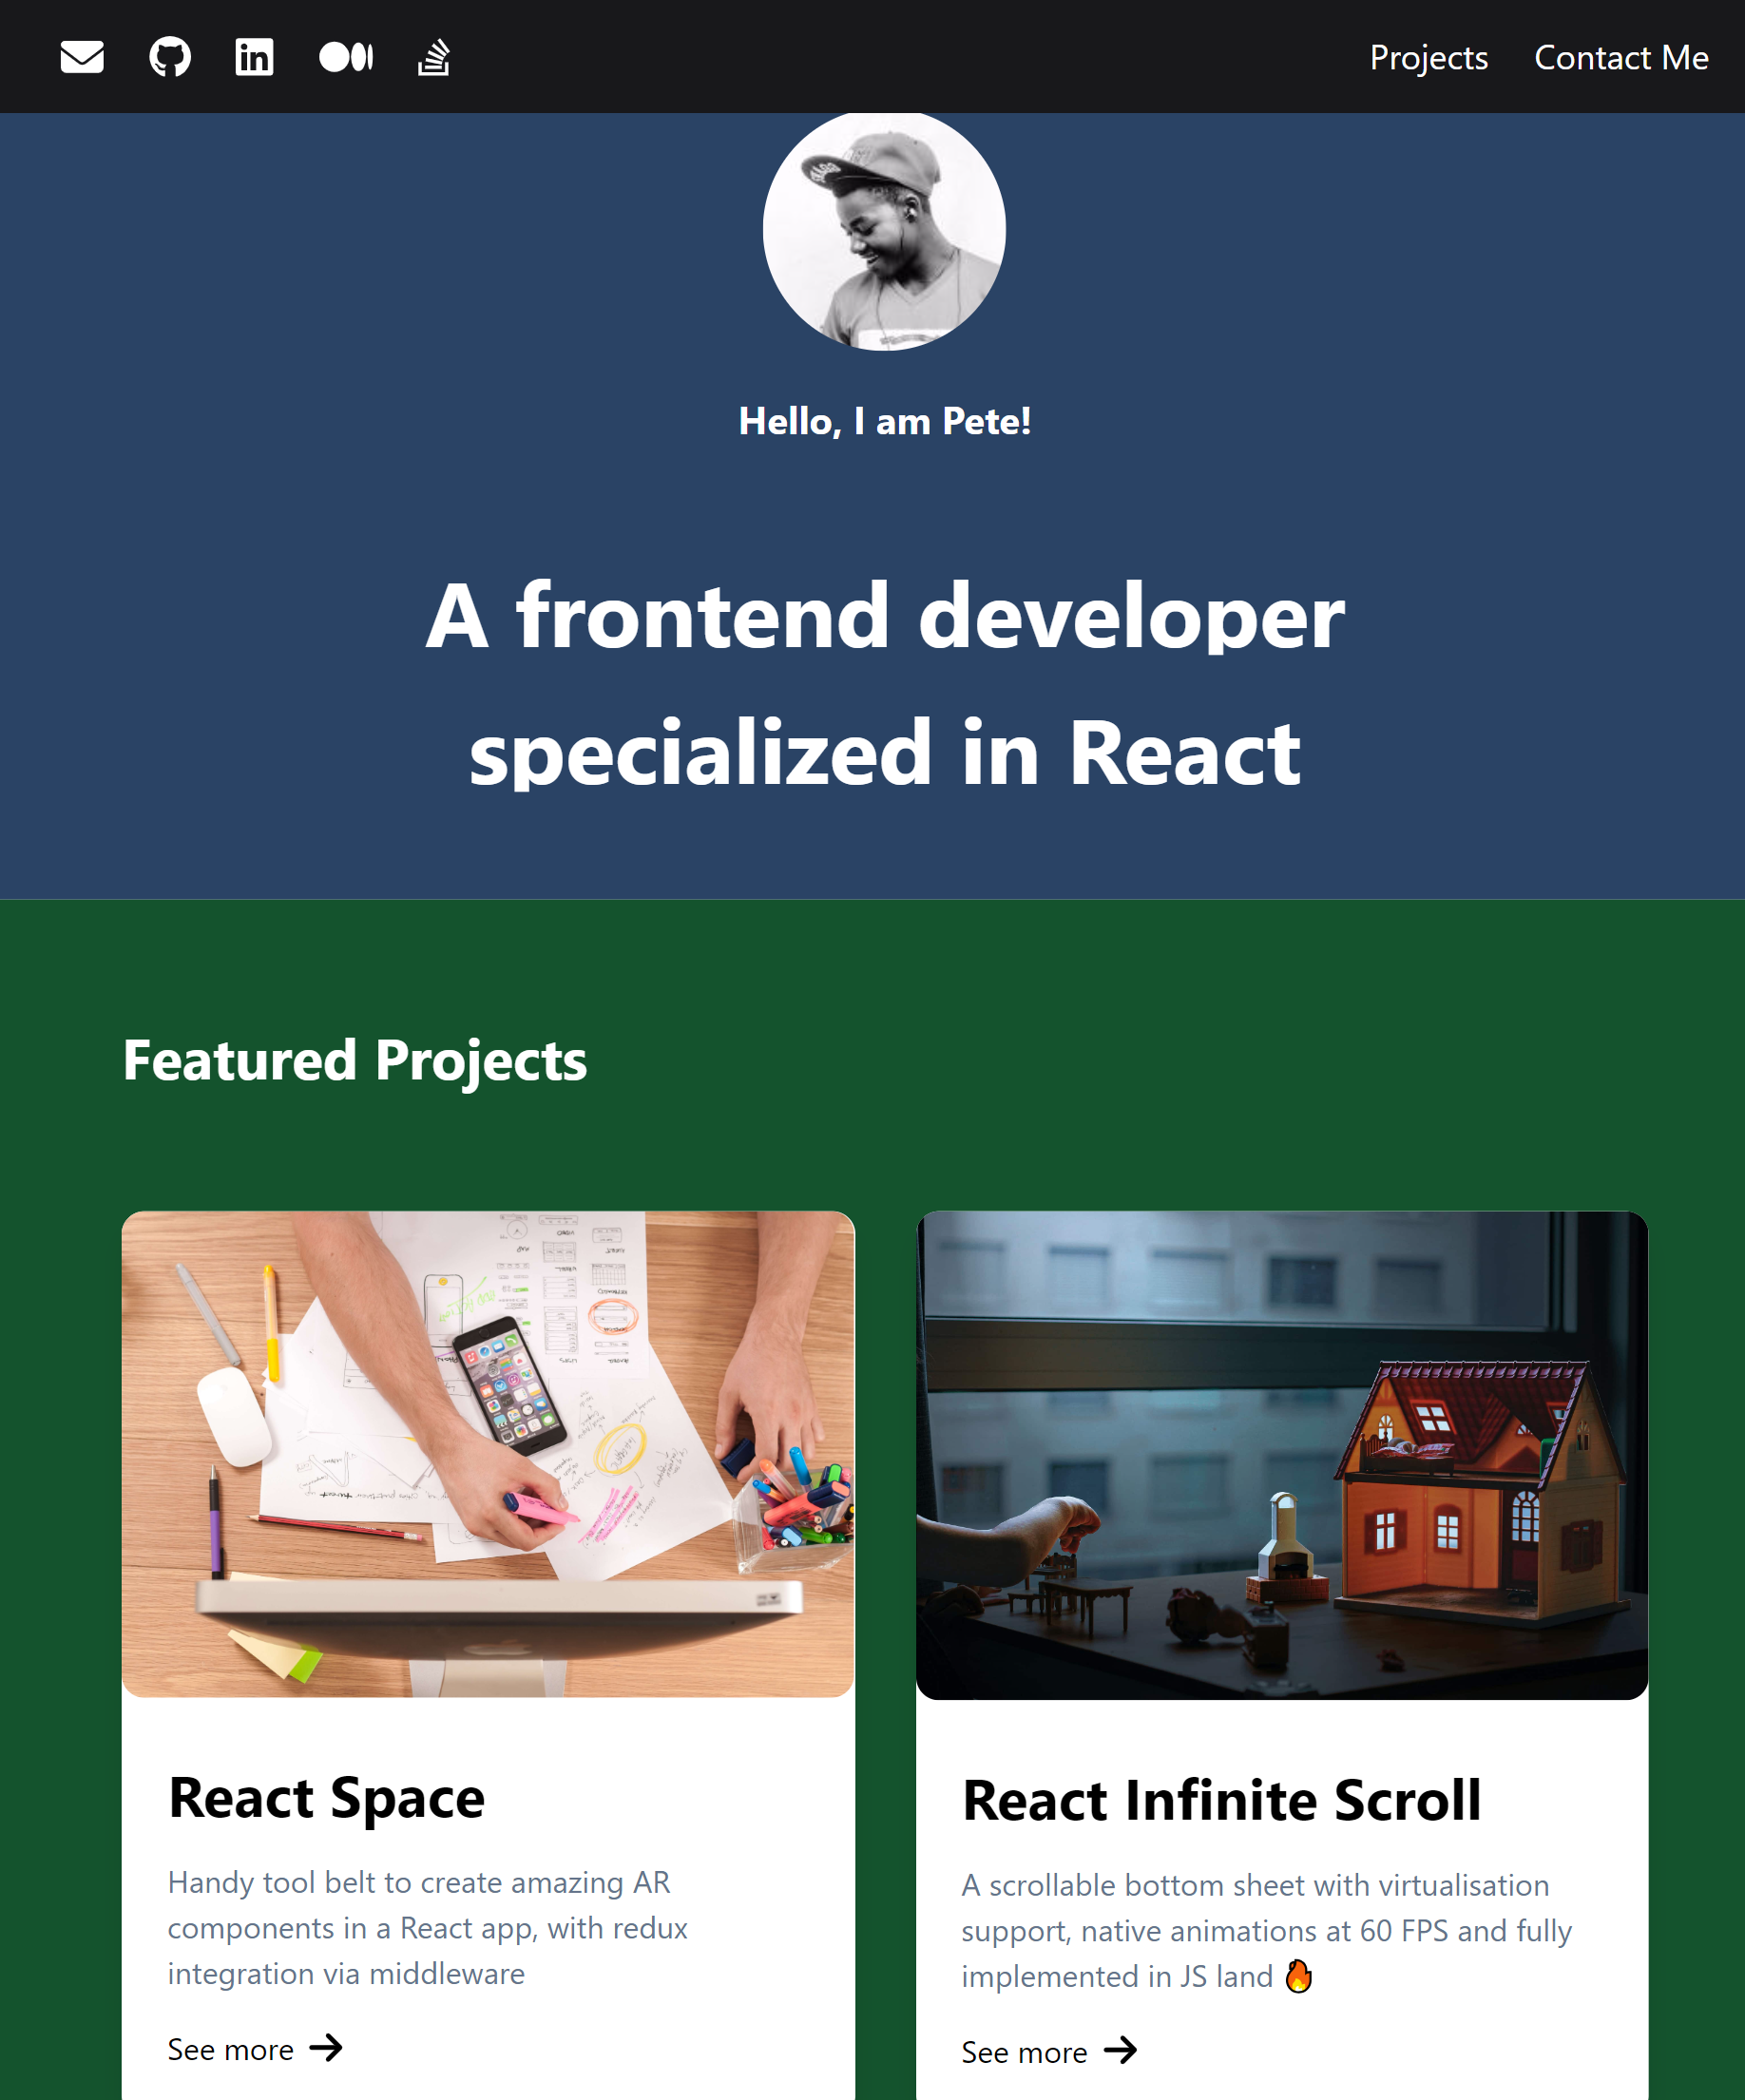 in
Projects Contact Me
Hello, I am Pete!
A frontend developer
specialized in React
Featured Projects
React Space
Handy tool belt to create amazing AR
components in a React app, with redux
integration via middleware
See more
React Infinite Scroll
A scrollable bottom sheet with virtualisation
support, native animations at 60 FPS and fully
implemented in JS land 🔥
See more